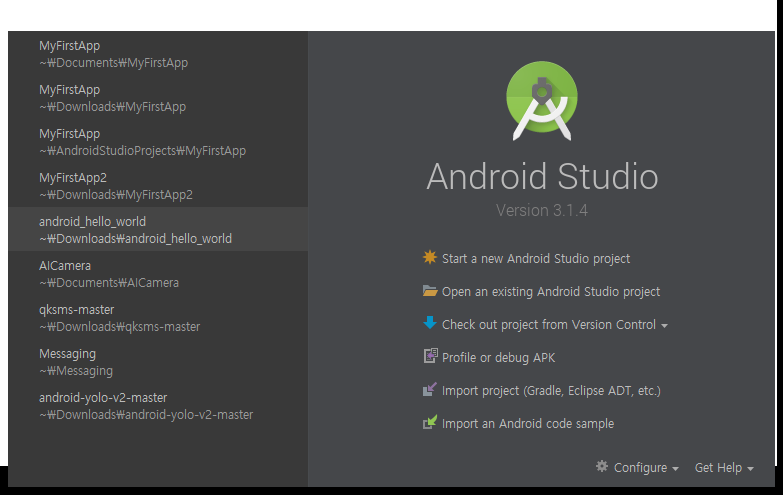 MyFirstApp
~₩Documents₩MyFirstApp
MyFirstApp
~₩Downloads₩MyFirstApp
MyFirstApp
~₩AndroidStudioProjects₩MyFirstApp
MyFirstApp2
~₩Downloads₩MyFirstApp2
android_hello_world
~₩Downloads₩android_hello_world
AICamera
~₩Documents₩AICamera
qksms-master
~₩Downloads₩qksms-master
Messaging
~₩Messaging
android-yolo-v2-master
~₩Downloads₩android-yolo-v2-master
Android Studio
Version 3.1.4
Start a new Android Studio project
Open an existing Android Studio project
Check out project from Version Control
Profile or debug APK
Import project (Gradle, Eclipse ADT, etc.)
Import an Android code sample
Configure Get Help